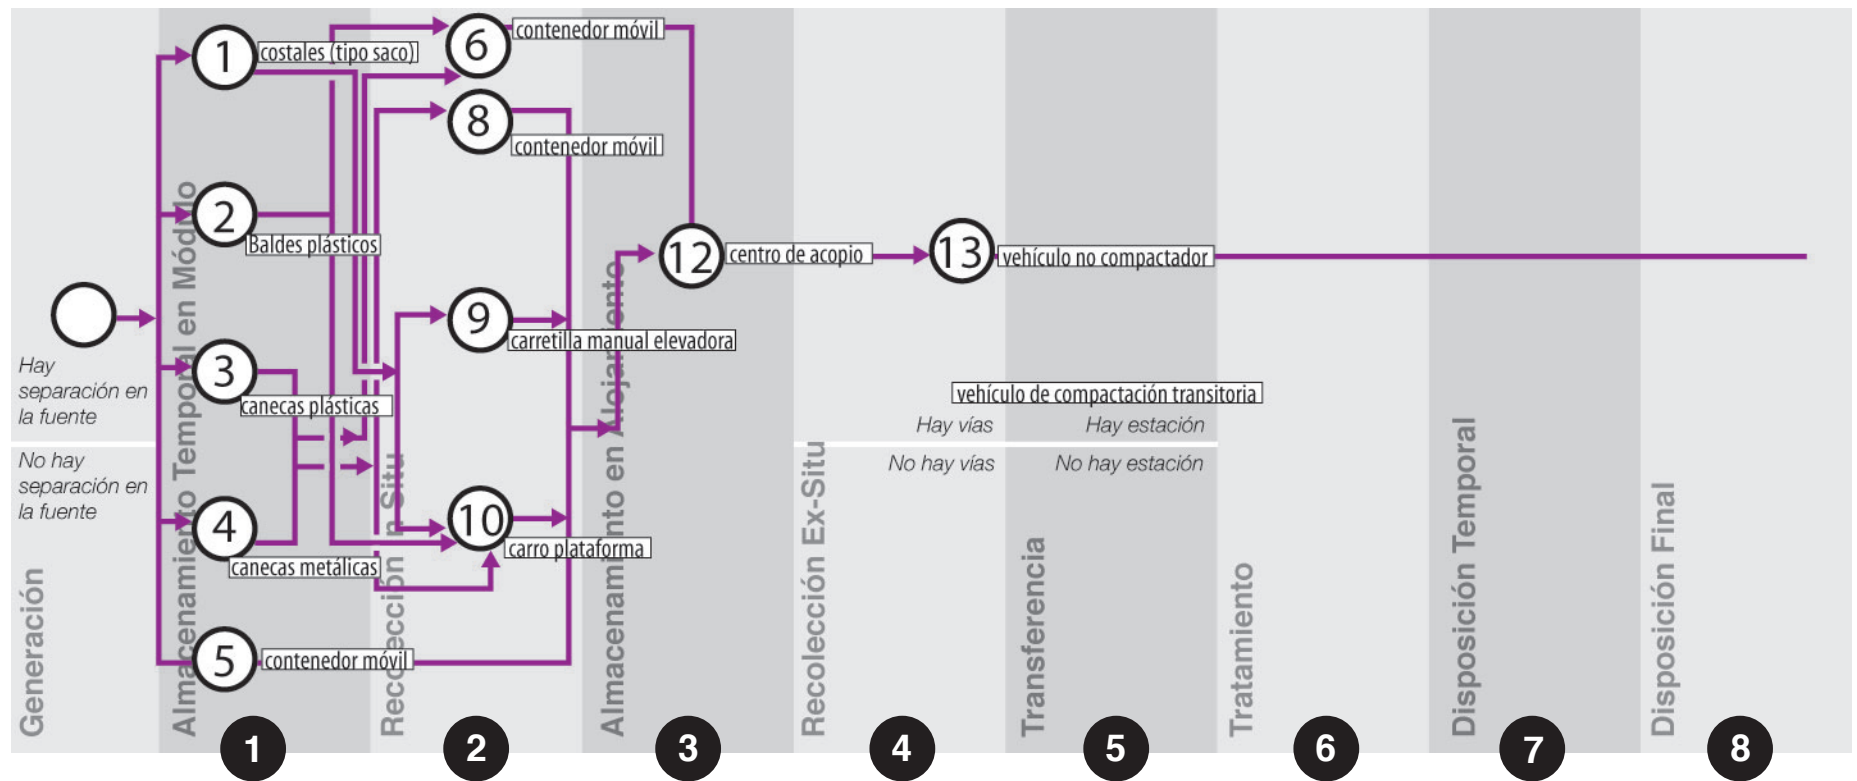 1
costales (tipo saco)
2
Baldes plásticos
3
canecas plásticas
4
canecas metálicas
5
contenedor móvil
6
contenedor móvil
8
contenedor móvil
9
carretilla manual elevadora
10
carro plataforma
12
centro de acopio
13
vehículo no compactador
vehículo de compactación transitoria
Hay
separación en
la fuente
No hay
separación en
la fuente
Hay vías
No hay vías
Hay estación
No hay estación
Generación
Almacenamiento Temporal en Módulo
Recolección In-Situ
Almacenamiento en Alojamiento
Recolección Ex-Situ
Transferencia
Tratamiento
Disposición Temporal
Disposición Final
1
2
3
4
5
6
7
8